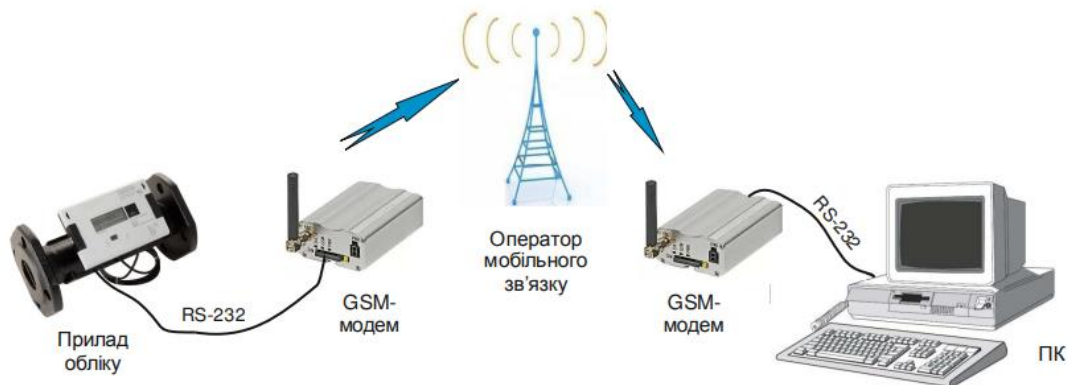 Прилад
обліку
RS-232
GSM-
модем
Оператор
мобільного
зв'язку
GSM-
модем
RS-232
ПК